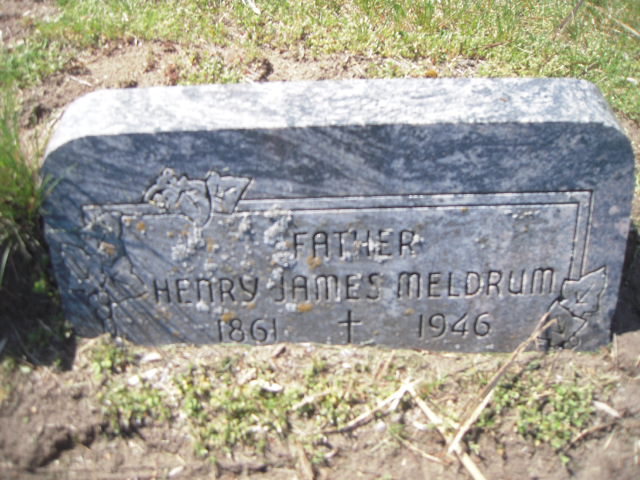 FATHER
HENRY JAMES MELDRUM
1861 † 1946